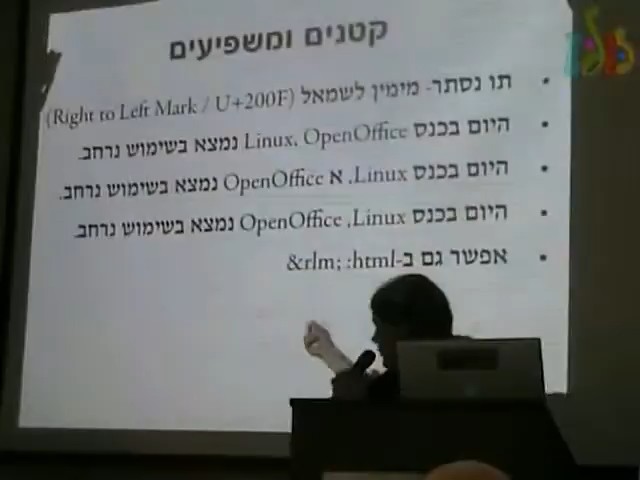 קטנים ומשפיעים
תו נסתר- מימין לשמאל (Right to Left Mark / U+200F)
היום בכנס Linux, OpenOffice נמצא בשימוש נרחב.
היום בכנס Linux, א OpenOffice נמצא בשימוש נרחב.
היום בכנס Linux, OpenOffice נמצא בשימוש נרחב.
אפשר גם ב-html: &rlm;